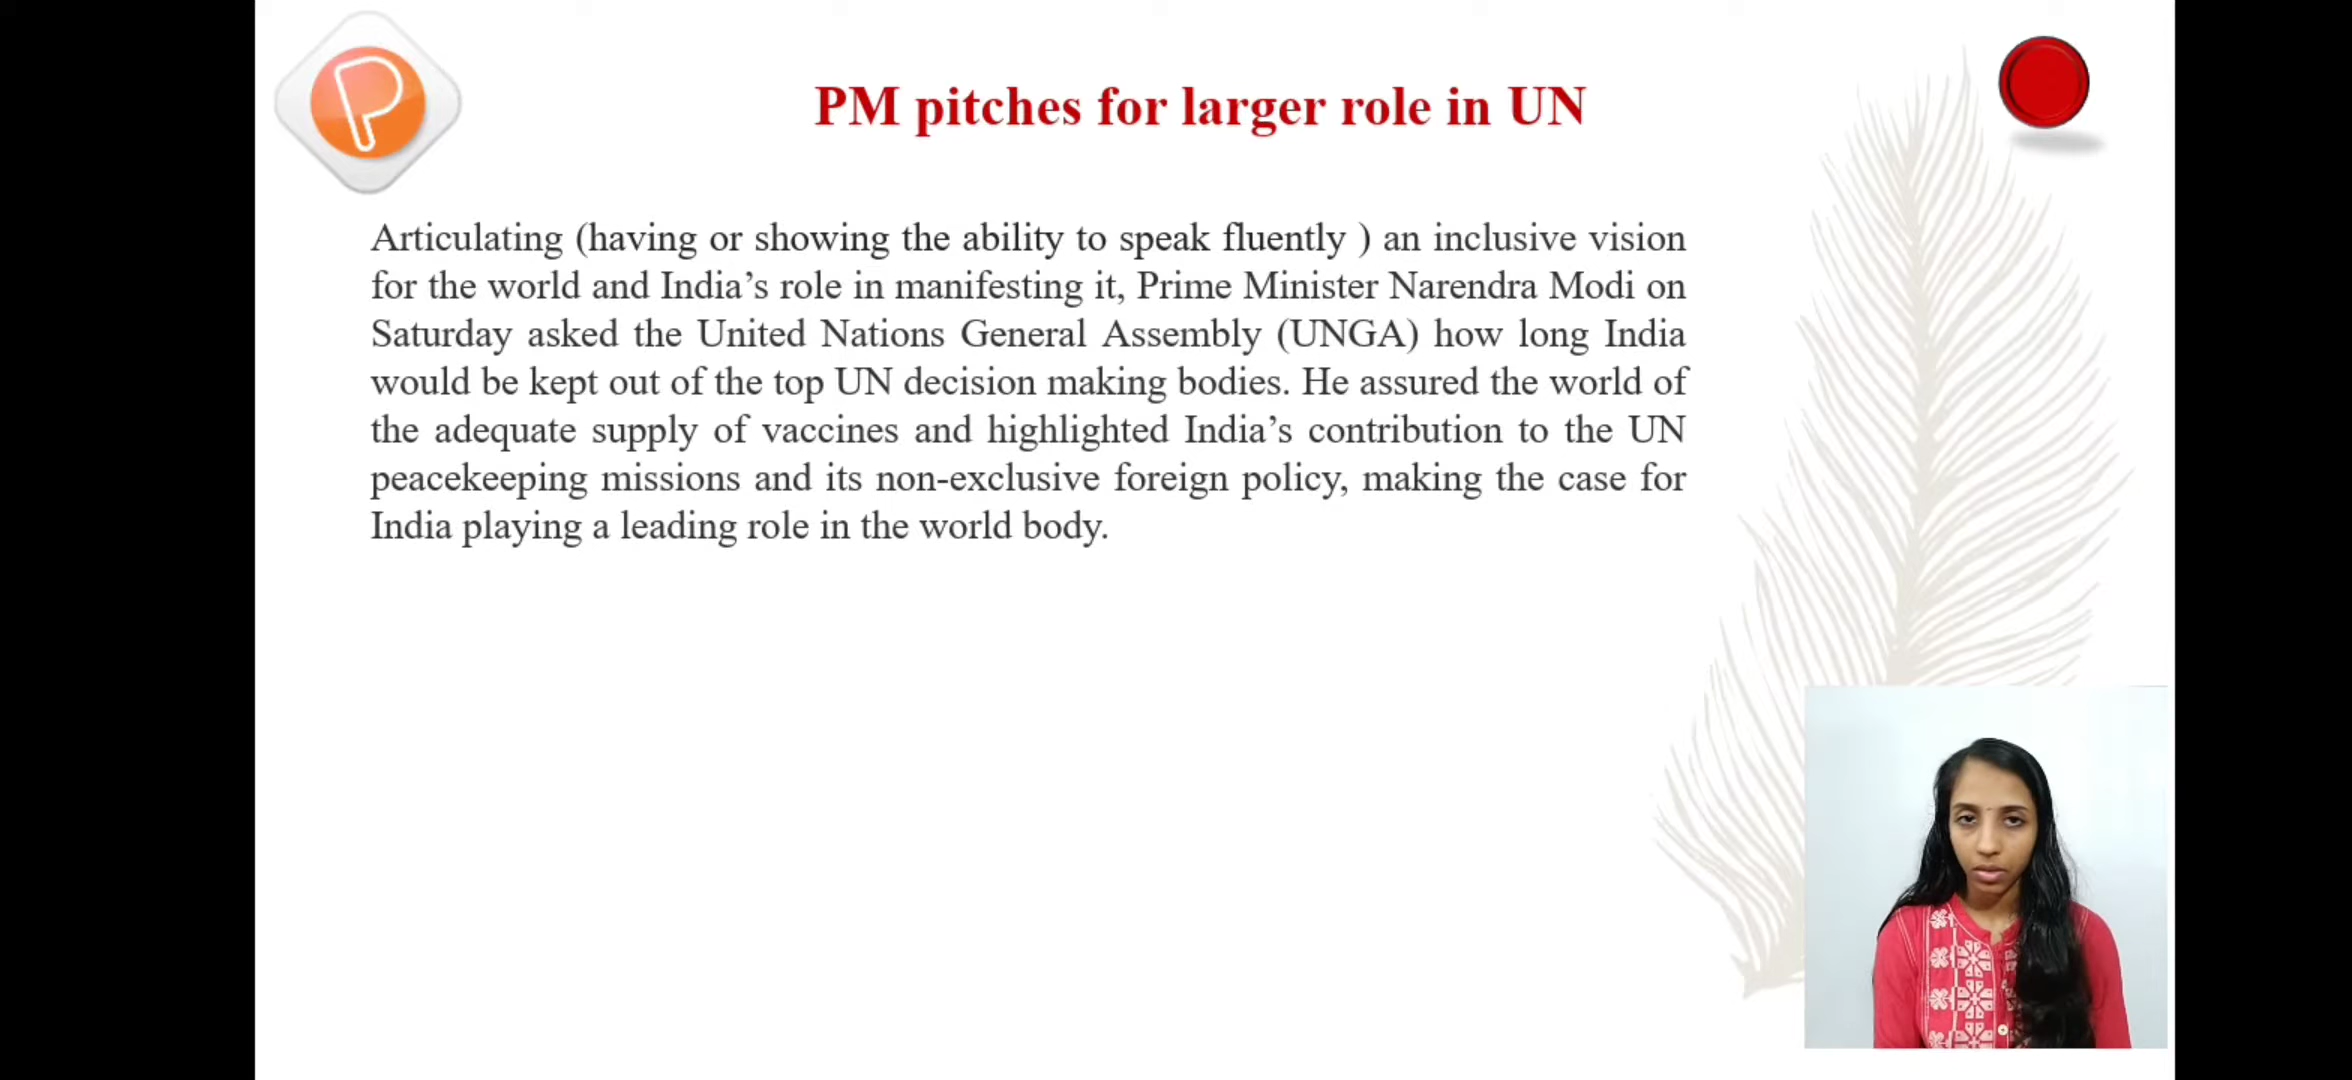 PM pitches for larger role in UN
Articulating (having or showing the ability to speak fluently ) an inclusive vision
for the world and India’s role in manifesting it, Prime Minister Narendra Modi on
Saturday asked the United Nations General Assembly (UNGA) how long India
would be kept out of the top UN decision making bodies. He assured the world of
the adequate supply of vaccines and highlighted India’s contribution to the UN
peacekeeping missions and its non-exclusive foreign policy, making the case for
India playing a leading role in the world body.